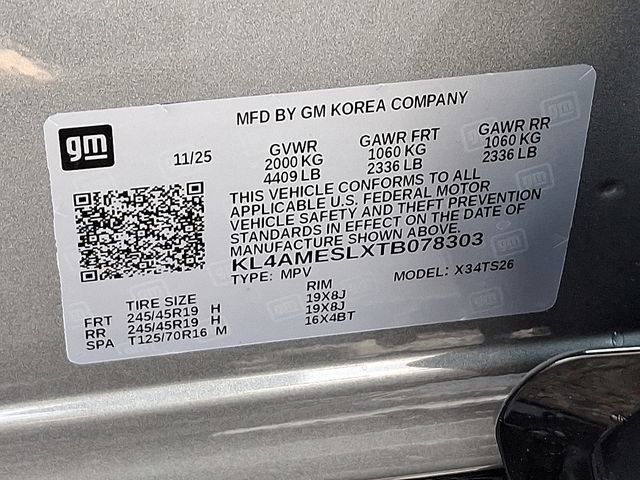 MFD BY GM KOREA COMPANY
gm
11/25
GVWR GAWR FRT GAWR RR
2000 KG 1060 KG 1060 KG
4409 LB 2336 LB 2336 LB
THIS VEHICLE CONFORMS TO ALL
APPLICABLE U.S. FEDERAL MOTOR
VEHICLE SAFETY AND THEFT PREVENTION
STANDARDS IN EFFECT ON THE DATE OF
MANUFACTURE SHOWN ABOVE.
KL4AMESLXTB078303
TYPE: MPV MODEL: X34TS26
TIRE SIZE RIM
FRT 245/45R19 H 19X8J
RR 245/45R19 H 19X8J
SPA T125/70R16 M 16X4BT